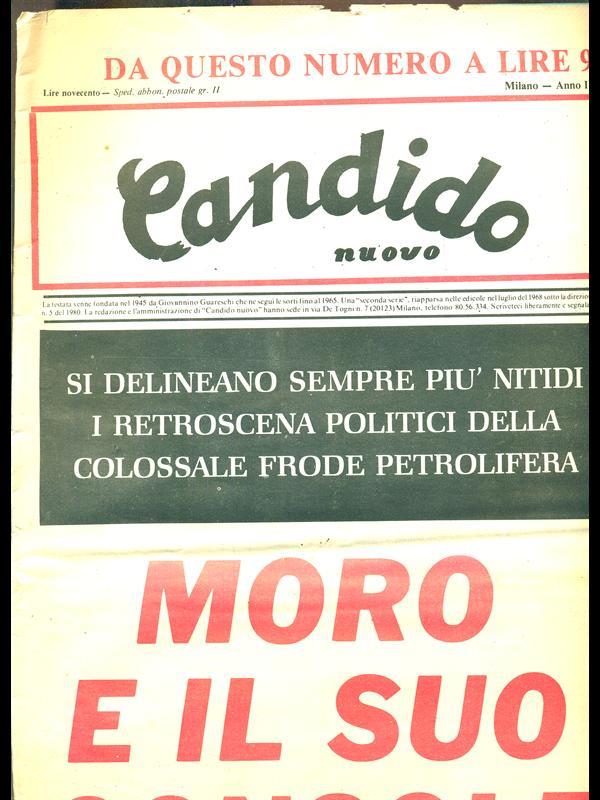 DA QUESTO NUMERO A LIRE 9
Lire novecento — Sped. abbon. postale gr. II
Milano — Anno I
Candido
nuovo
La testata venne fondata nel 1945 da Giovannino Guareschi che ne seguì le sorti fino al 1965. Una "seconda serie", riapparsa nelle edicole nel luglio del 1968 sotto la direzio
n. 5 del 1980. La redazione e l'amministrazione di "Candido nuovo" hanno sede in via De Togni n. 7 (20123) Milano, telefono 80.56.334. Scriveteci liberamente e segnala
SI DELINEANO SEMPRE PIU' NITIDI
I RETROSCENA POLITICI DELLA
COLOSSALE FRODE PETROLIFERA
MORO
E IL SUO